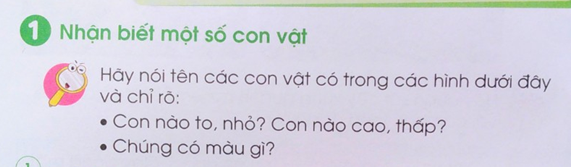 1 Nhận biết một số con vật
Hãy nói tên các con vật có trong các hình dưới đây
và chỉ rõ:
• Con nào to, nhỏ? Con nào cao, thấp?
• Chúng có màu gì?